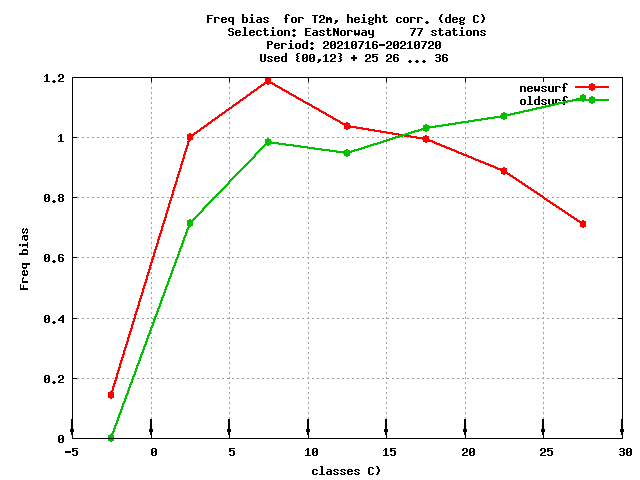 Freq bias  for T2m, height corr. (deg C)
Selection: EastNorway     77 stations
Period: 20210716-20210720
Used {00,12} + 25 26 ... 36
newsurf
oldsurf
1.2
1
0.8
0.6
0.4
0.2
0
Freq bias
-5 0 5 10 15 20 25 30
classes C)